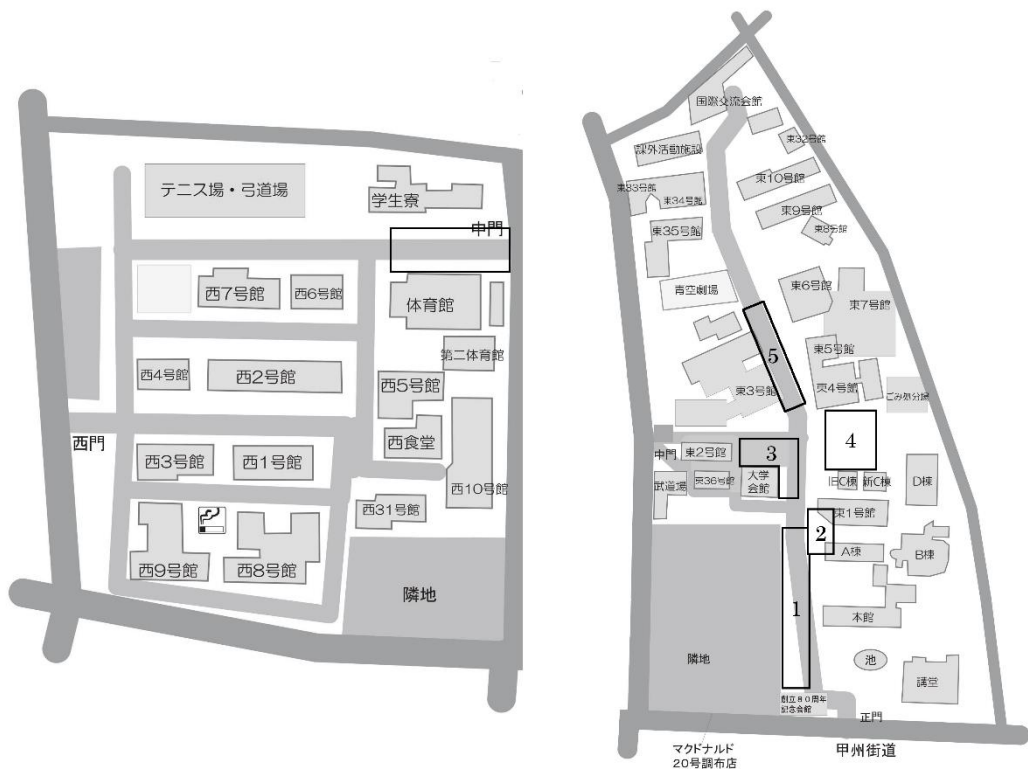 テニス場・弓道場
学生寮
中門
西7号館
西6号館
体育館
第二体育館
西4号館
西2号館
西5号館
西食堂
西門
西3号館
西1号館
西10号館
西31号館
西9号館
西8号館
隣地
国際交流会館
課外活動施設
東32号館
東10号館
東33号館
東34号館
東9号館
東8号館
東35号館
青空劇場
東6号館
東7号館
5
東5号館
東3号館
東4号館
ごみ処分場
4
中門
東2号館
3
武道場
東36号館
大学
会館
IEC棟
新C棟
D棟
東1号館
2
A棟
B棟
1
本館
隣地
池
講堂
創立80周年
記念会館
正門
マクドナルド
20号調布店
甲州街道